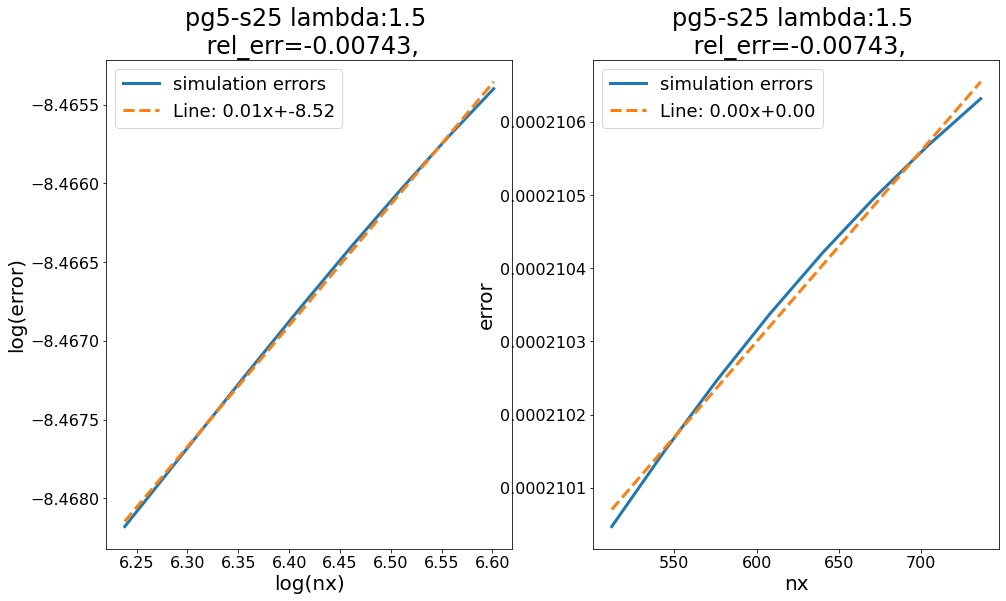 pg5-s25 lambda:1.5
rel_err=-0.00743,
simulation errors
Line: 0.01x+-8.52
−8.4655
−8.4660
−8.4665
−8.4670
−8.4675
−8.4680
log(error)
6.25 6.30 6.35 6.40 6.45 6.50 6.55 6.60
log(nx)
pg5-s25 lambda:1.5
rel_err=-0.00743,
simulation errors
Line: 0.00x+0.00
0.0002106
0.0002105
0.0002104
0.0002103
0.0002102
0.0002101
error
550 600 650 700
nx